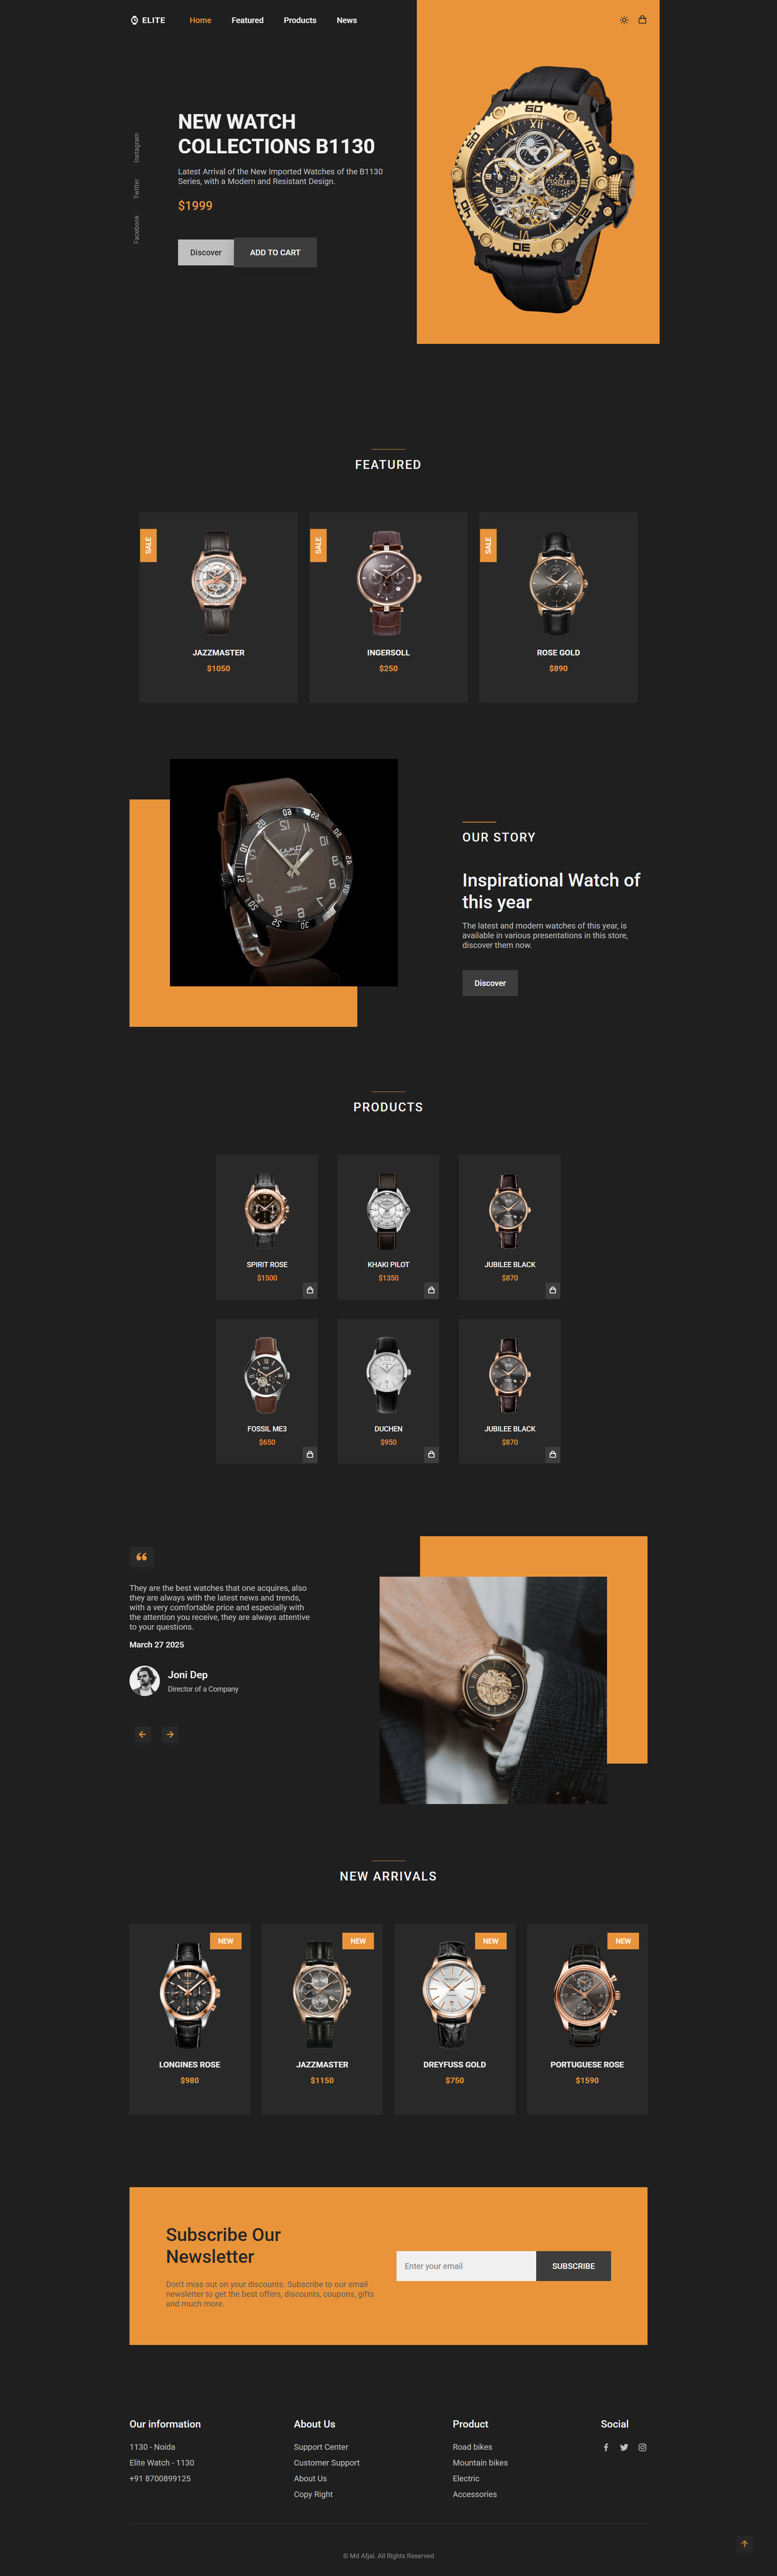 ELITE
Home
Featured
Products
News
Instagram
Twitter
Facebook
NEW WATCH
COLLECTIONS B1130
Latest Arrival of the New Imported Watches of the B1130
Series, with a Modern and Resistant Design.
$1999
Discover
ADD TO CART
FEATURED
SALE
JAZZMASTER
$1050
SALE
INGERSOLL
$250
SALE
ROSE GOLD
$890
OUR STORY
Inspirational Watch of
this year
The latest and modern watches of this year, is
available in various presentations in this store,
discover them now.
Discover
PRODUCTS
SPIRIT ROSE
$1500
KHAKI PILOT
$1350
JUBILEE BLACK
$870
FOSSIL ME3
$650
DUCHEN
$950
JUBILEE BLACK
$870
They are the best watches that one acquires, also
they are always with the latest news and trends,
with a very comfortable price and especially with
the attention you receive, they are always attentive
to your questions.
March 27 2025
Joni Dep
Director of a Company
NEW ARRIVALS
NEW
LONGINES ROSE
$980
NEW
JAZZMASTER
$1150
NEW
DREYFUSS GOLD
$750
NEW
PORTUGUESE ROSE
$1590
Subscribe Our
Newsletter
Don't miss out on your discounts. Subscribe to our email
newsletter to get the best offers, discounts, coupons, gifts
and much more.
Enter your email
SUBSCRIBE
Our information
1130 - Noida
Elite Watch - 1130
+91 8700899125
About Us
Support Center
Customer Support
About Us
Copy Right
Product
Road bikes
Mountain bikes
Electric
Accessories
Social
© Md Afjal. All Rights Reserved